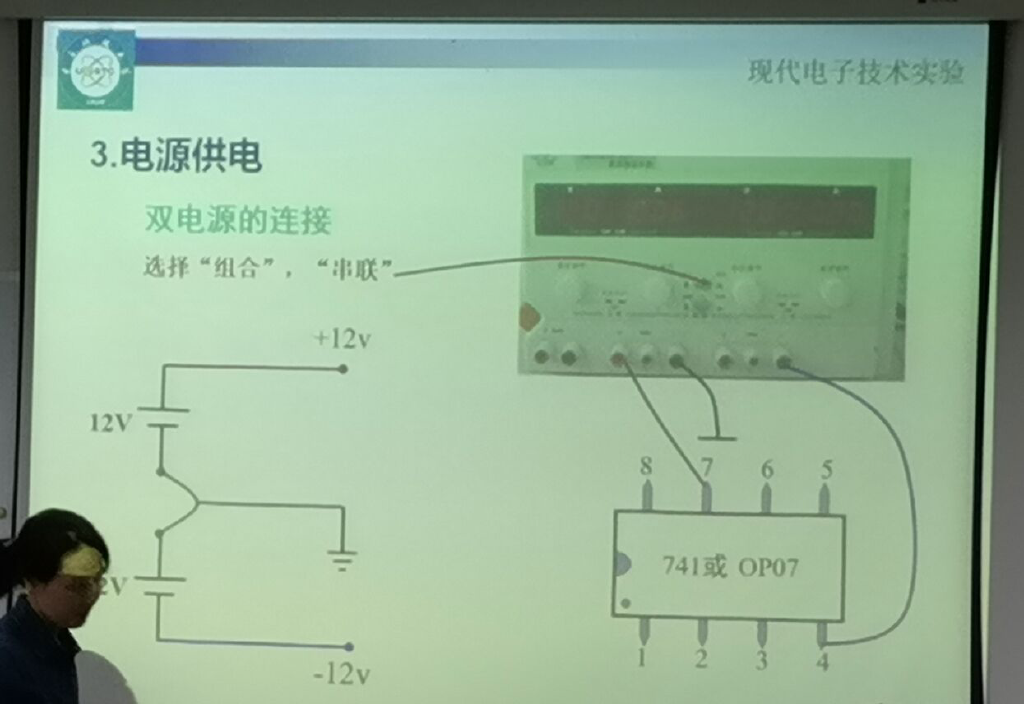 现代电子技术实验
3.电源供电
双电源的连接
选择“组合”，“串联”
+12v
12V
2V
-12v
8 7 6 5
741或 OP07
1 2 3 4